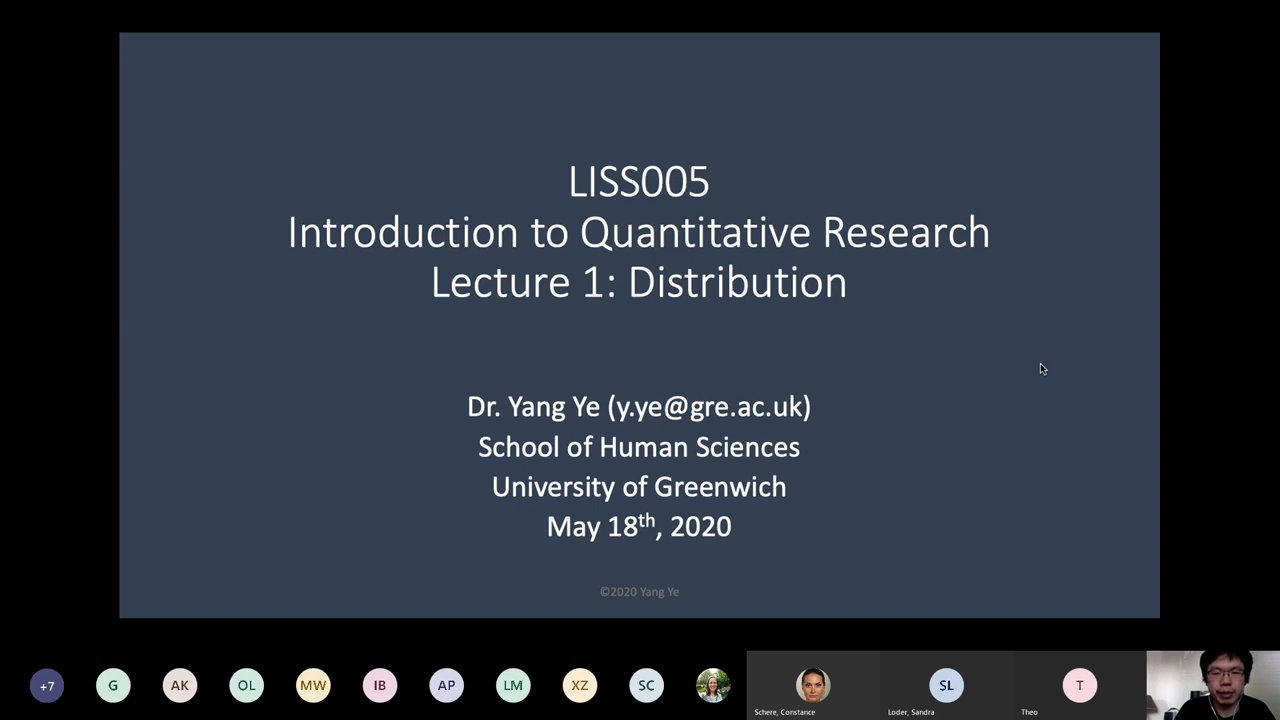 LISS005
Introduction to Quantitative Research
Lecture 1: Distribution
Dr. Yang Ye (y.ye@gre.ac.uk)
School of Human Sciences
University of Greenwich
May 18th, 2020
©2020 Yang Ye
+7
G
AK
OL
MW
IB
AP
LM
XZ
SC
Schere, Constance
SL
Loder, Sandra
T
Theo